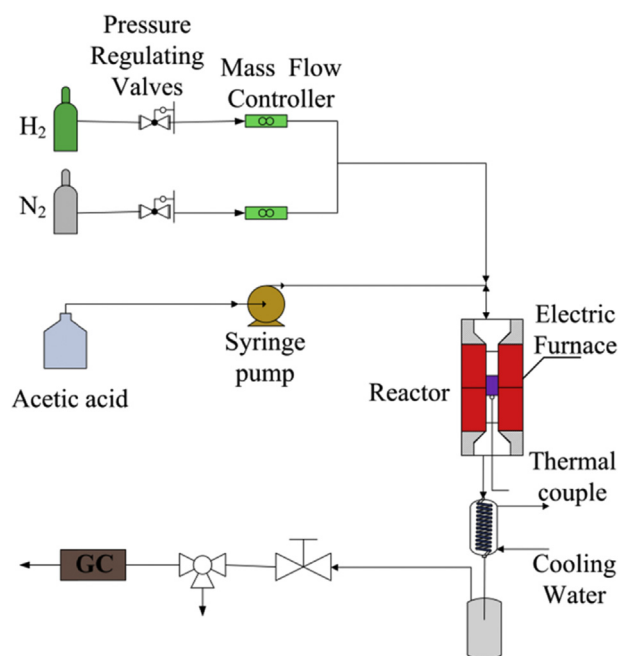 Pressure
Regulating
Valves
Mass Flow
Controller
H₂
N₂
Acetic acid
Syringe
pump
Electric
Furnace
Reactor
Thermal
couple
Cooling
Water
GC